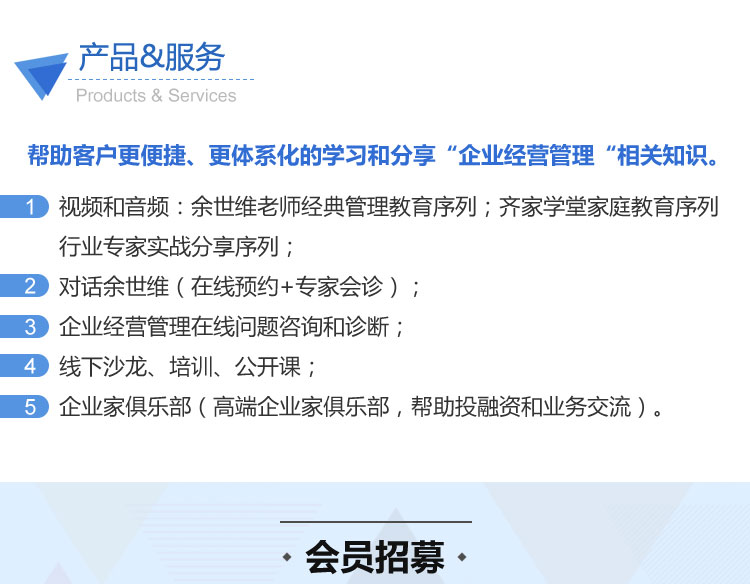 产品&服务
Products & Services
帮助客户更便捷、更体系化的学习和分享“企业经营管理“相关知识。
1 视频和音频：余世维老师经典管理教育序列；齐家学堂家庭教育序列
行业专家实战分享序列；
2 对话余世维（在线预约+专家会诊）；
3 企业经营管理在线问题咨询和诊断；
4 线下沙龙、培训、公开课；
5 企业家俱乐部（高端企业家俱乐部，帮助投融资和业务交流）。
会员招募